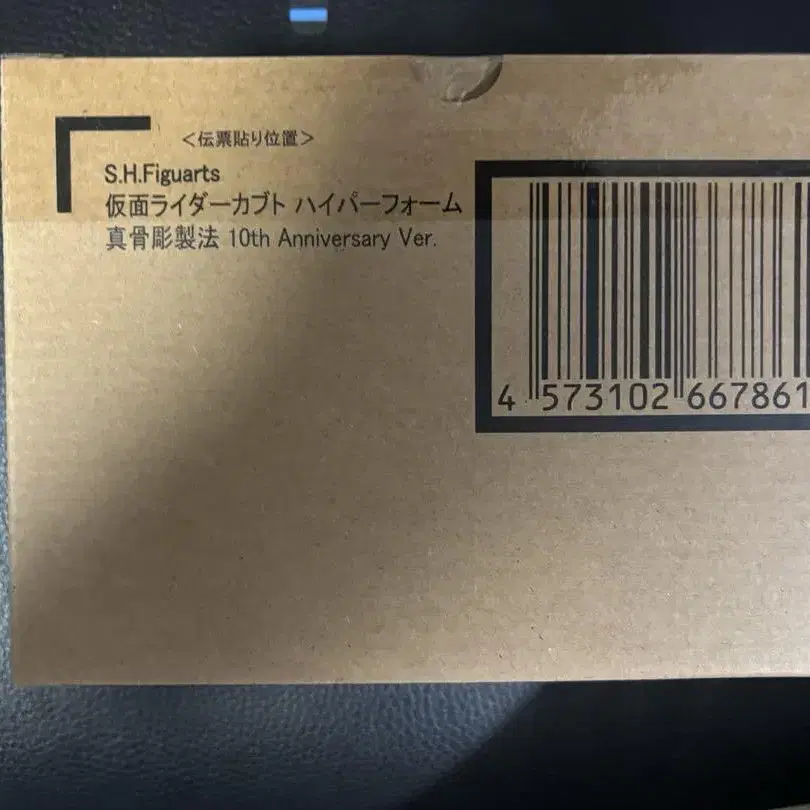 <伝票貼り位置>
S.H.Figuarts
仮面ライダーカブト ハイパーフォーム
真骨彫製法 10th Anniversary Ver.
4 573102 667861